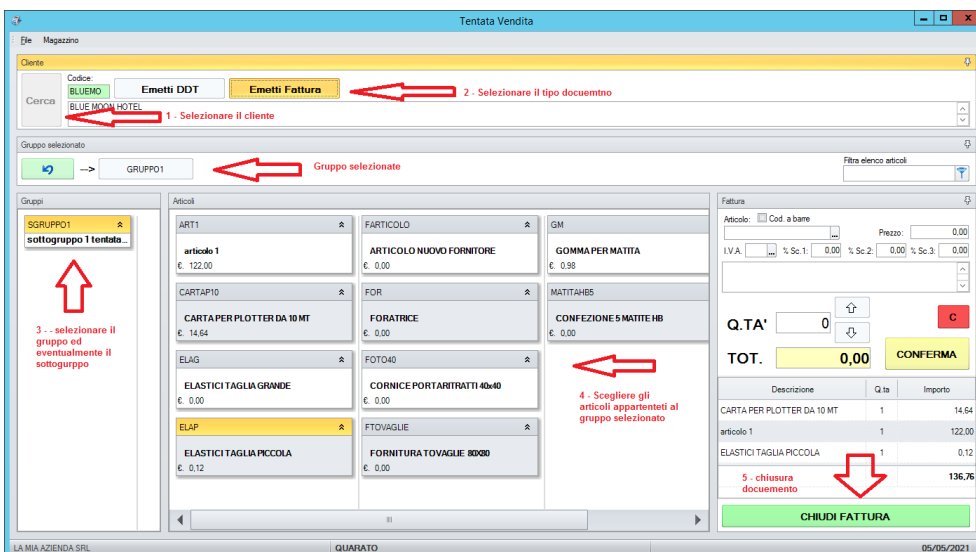 Tentata Vendita
File Magazzino
Cliente
Codice:
Cerca
BLUEMO
Emetti DDT
Emetti Fattura
2 - Selezionare il tipo docuemtno
BLUE MOON HOTEL
1 - Selezionare il cliente
Gruppo selezionato
--> GRUPPO1
Gruppo selezionate
Filtra elenco articoli
Gruppi
SGRUPPO1
sottogruppo 1 tentata...
3 - - selezionare il
gruppo ed
eventualmente il
sottogurppo
Articoli
ART1
articolo 1
€. 122,00
FARTICOLO
ARTICOLO NUOVO FORNITORE
€. 0,00
GM
GOMMA PER MATITA
€. 0,98
CARTAP10
CARTA PER PLOTTER DA 10 MT
€. 14,64
FOR
FORATRICE
€. 0,00
MATITAHB5
CONFEZIONE 5 MATITE HB
€. 0,00
ELAG
ELASTICI TAGLIA GRANDE
€. 0,00
FOTO40
CORNICE PORTARITRATTI 40x40
€. 0,00
4 - Scegliere gli
articoli appartenteti al
gruppo selezionato
ELAP
ELASTICI TAGLIA PICCOLA
€. 0,12
FTOVAGLIE
FORNITURA TOVAGLIE 80X80
€. 0,00
Fattura
Articolo: Cod. a barre
... Prezzo: 0,00
I.V.A. ... % Sc.1: 0,00 % Sc.2: 0,00 % Sc.3: 0,00
Q.TA' 0
C
TOT. 0,00
CONFERMA
Descrizione Q.ta Importo
CARTA PER PLOTTER DA 10 MT 1 14,64
articolo 1 1 122,00
ELASTICI TAGLIA PICCOLA 1 0,12
136,76
5 - chiusura
docuemento
CHIUDI FATTURA
LA MIA AZIENDA SRL QUARATO 05/05/2021